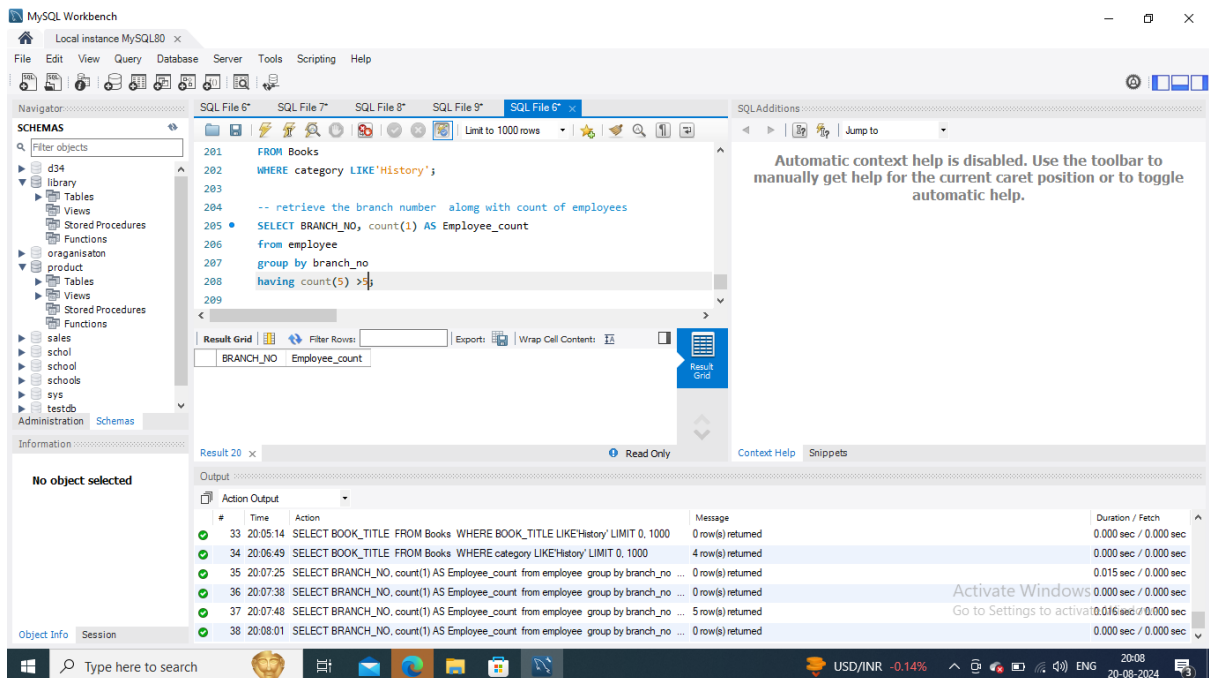 MySQL Workbench
Local instance MySQL80
File Edit View Query Database Server Tools Scripting Help
Navigator
SCHEMAS
Filter objects
d34
library
Tables
Views
Stored Procedures
Functions
oraganisaton
product
Tables
Views
Stored Procedures
Functions
sales
schol
school
schools
sys
testdb
Administration Schemas
Information
No object selected
Object Info Session
SQL File 6* SQL File 7* SQL File 8* SQL File 9* SQL File 6*
Limit to 1000 rows
201 FROM Books
202 WHERE category LIKE'History';
203
204 -- retrieve the branch number alomg with count of employees
205 SELECT BRANCH_NO, count(1) AS Employee_count
206 from employee
207 group by branch_no
208 having count(5) >5;
209
Result Grid Filter Rows: Export: Wrap Cell Content:
BRANCH_NO Employee_count
Result
Grid
Result 20 Read Only
SQLAdditions
Jump to
Automatic context help is disabled. Use the toolbar to
manually get help for the current caret position or to toggle
automatic help.
Context Help Snippets
Output
Action Output
# Time Action Message Duration / Fetch
33 20:05:14 SELECT BOOK_TITLE FROM Books WHERE BOOK_TITLE LIKE'History' LIMIT 0, 1000 0 row(s) returned 0.000 sec / 0.000 sec
34 20:06:49 SELECT BOOK_TITLE FROM Books WHERE category LIKE'History' LIMIT 0, 1000 4 row(s) returned 0.000 sec / 0.000 sec
35 20:07:25 SELECT BRANCH_NO, count(1) AS Employee_count from employee group by branch_no ... 0 row(s) returned 0.015 sec / 0.000 sec
36 20:07:38 SELECT BRANCH_NO, count(1) AS Employee_count from employee group by branch_no ... 0 row(s) returned 0.000 sec / 0.000 sec
37 20:07:48 SELECT BRANCH_NO, count(1) AS Employee_count from employee group by branch_no ... 5 row(s) returned 0.000 sec
38 20:08:01 SELECT BRANCH_NO, count(1) AS Employee_count from employee group by branch_no ... 0 row(s) returned 0.000 sec / 0.000 sec
Activate Windows
Go to Settings to activate
Type here to search
USD/INR -0.14%
ENG
20:08
20-08-2024
3